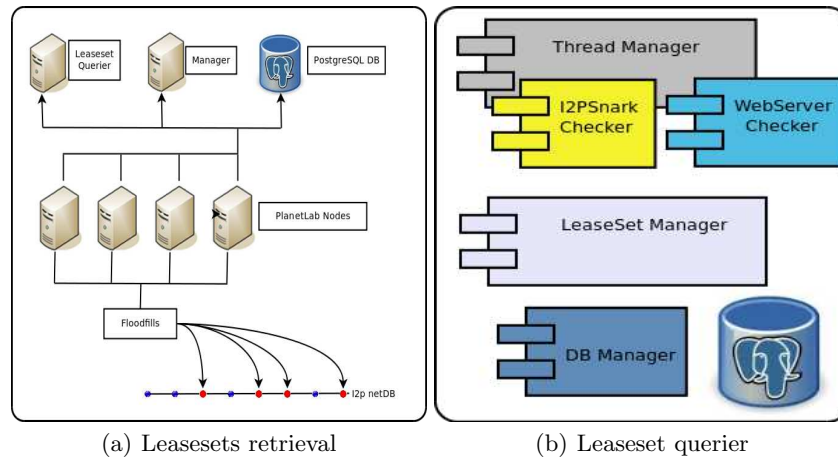 Leaseset
Querier
Manager
PostgreSQL DB
PlanetLab Nodes
Floodfills
I2p netDB
(a) Leasesets retrieval
Thread Manager
I2PSnark
Checker
WebServer
Checker
LeaseSet Manager
DB Manager
(b) Leaseset querier